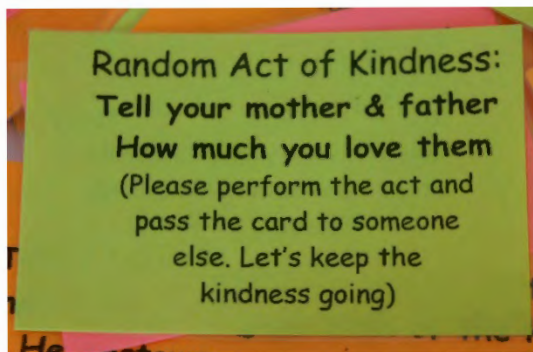 Random Act of Kindness:
Tell your mother & father
How much you love them
(Please perform the act and
pass the card to someone
else. Let's keep the
kindness going)